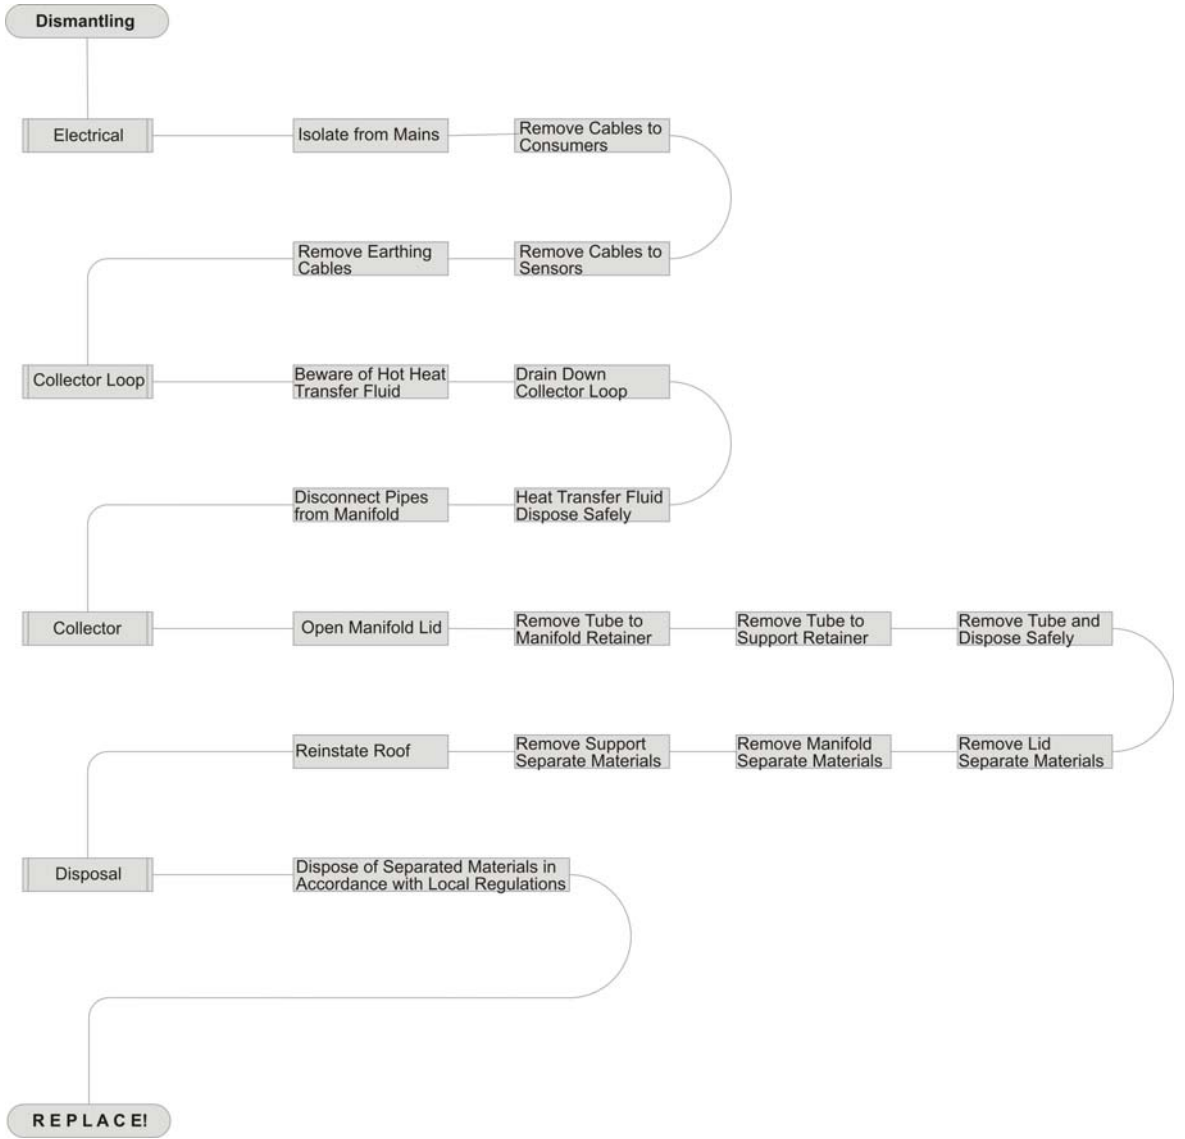 Dismantling
Electrical
Isolate from Mains
Remove Cables to
Consumers
Remove Cables to
Sensors
Remove Earthing
Cables
Collector Loop
Beware of Hot Heat
Transfer Fluid
Drain Down
Collector Loop
Heat Transfer Fluid
Dispose Safely
Disconnect Pipes
from Manifold
Collector
Open Manifold Lid
Remove Tube to
Manifold Retainer
Remove Tube to
Support Retainer
Remove Tube and
Dispose Safely
Remove Lid
Separate Materials
Remove Manifold
Separate Materials
Remove Support
Separate Materials
Reinstate Roof
Disposal
Dispose of Separated Materials in
Accordance with Local Regulations
R E P L A C E!